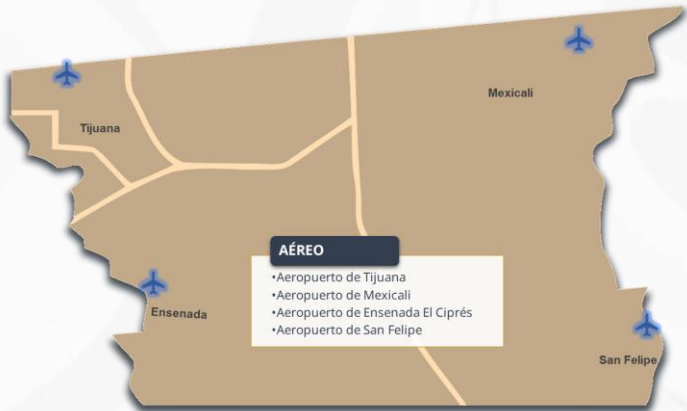 Mexicali
Tijuana
AÉREO
•Aeropuerto de Tijuana
•Aeropuerto de Mexicali
•Aeropuerto de Ensenada El Ciprés
•Aeropuerto de San Felipe
Ensenada
San Felipe